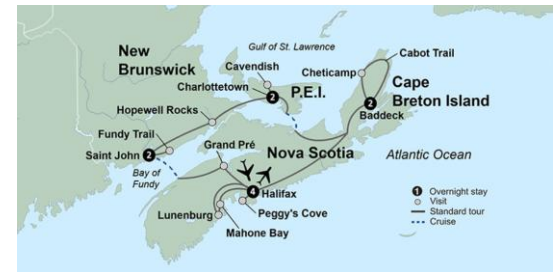 New
Brunswick
Gulf of St. Lawrence
Cavendish
Charlottetown
2
P.E.I.
Cheticamp
Cabot Trail
Cape
Breton Island
2
Baddeck
Hopewell Rocks
Fundy Trail
Saint John
2
Bay of
Fundy
Grand Pré
Nova Scotia
Atlantic Ocean
4
Halifax
Peggy's Cove
Lunenburg
Mahone Bay
1 Overnight stay
Visit
Standard tour
Cruise